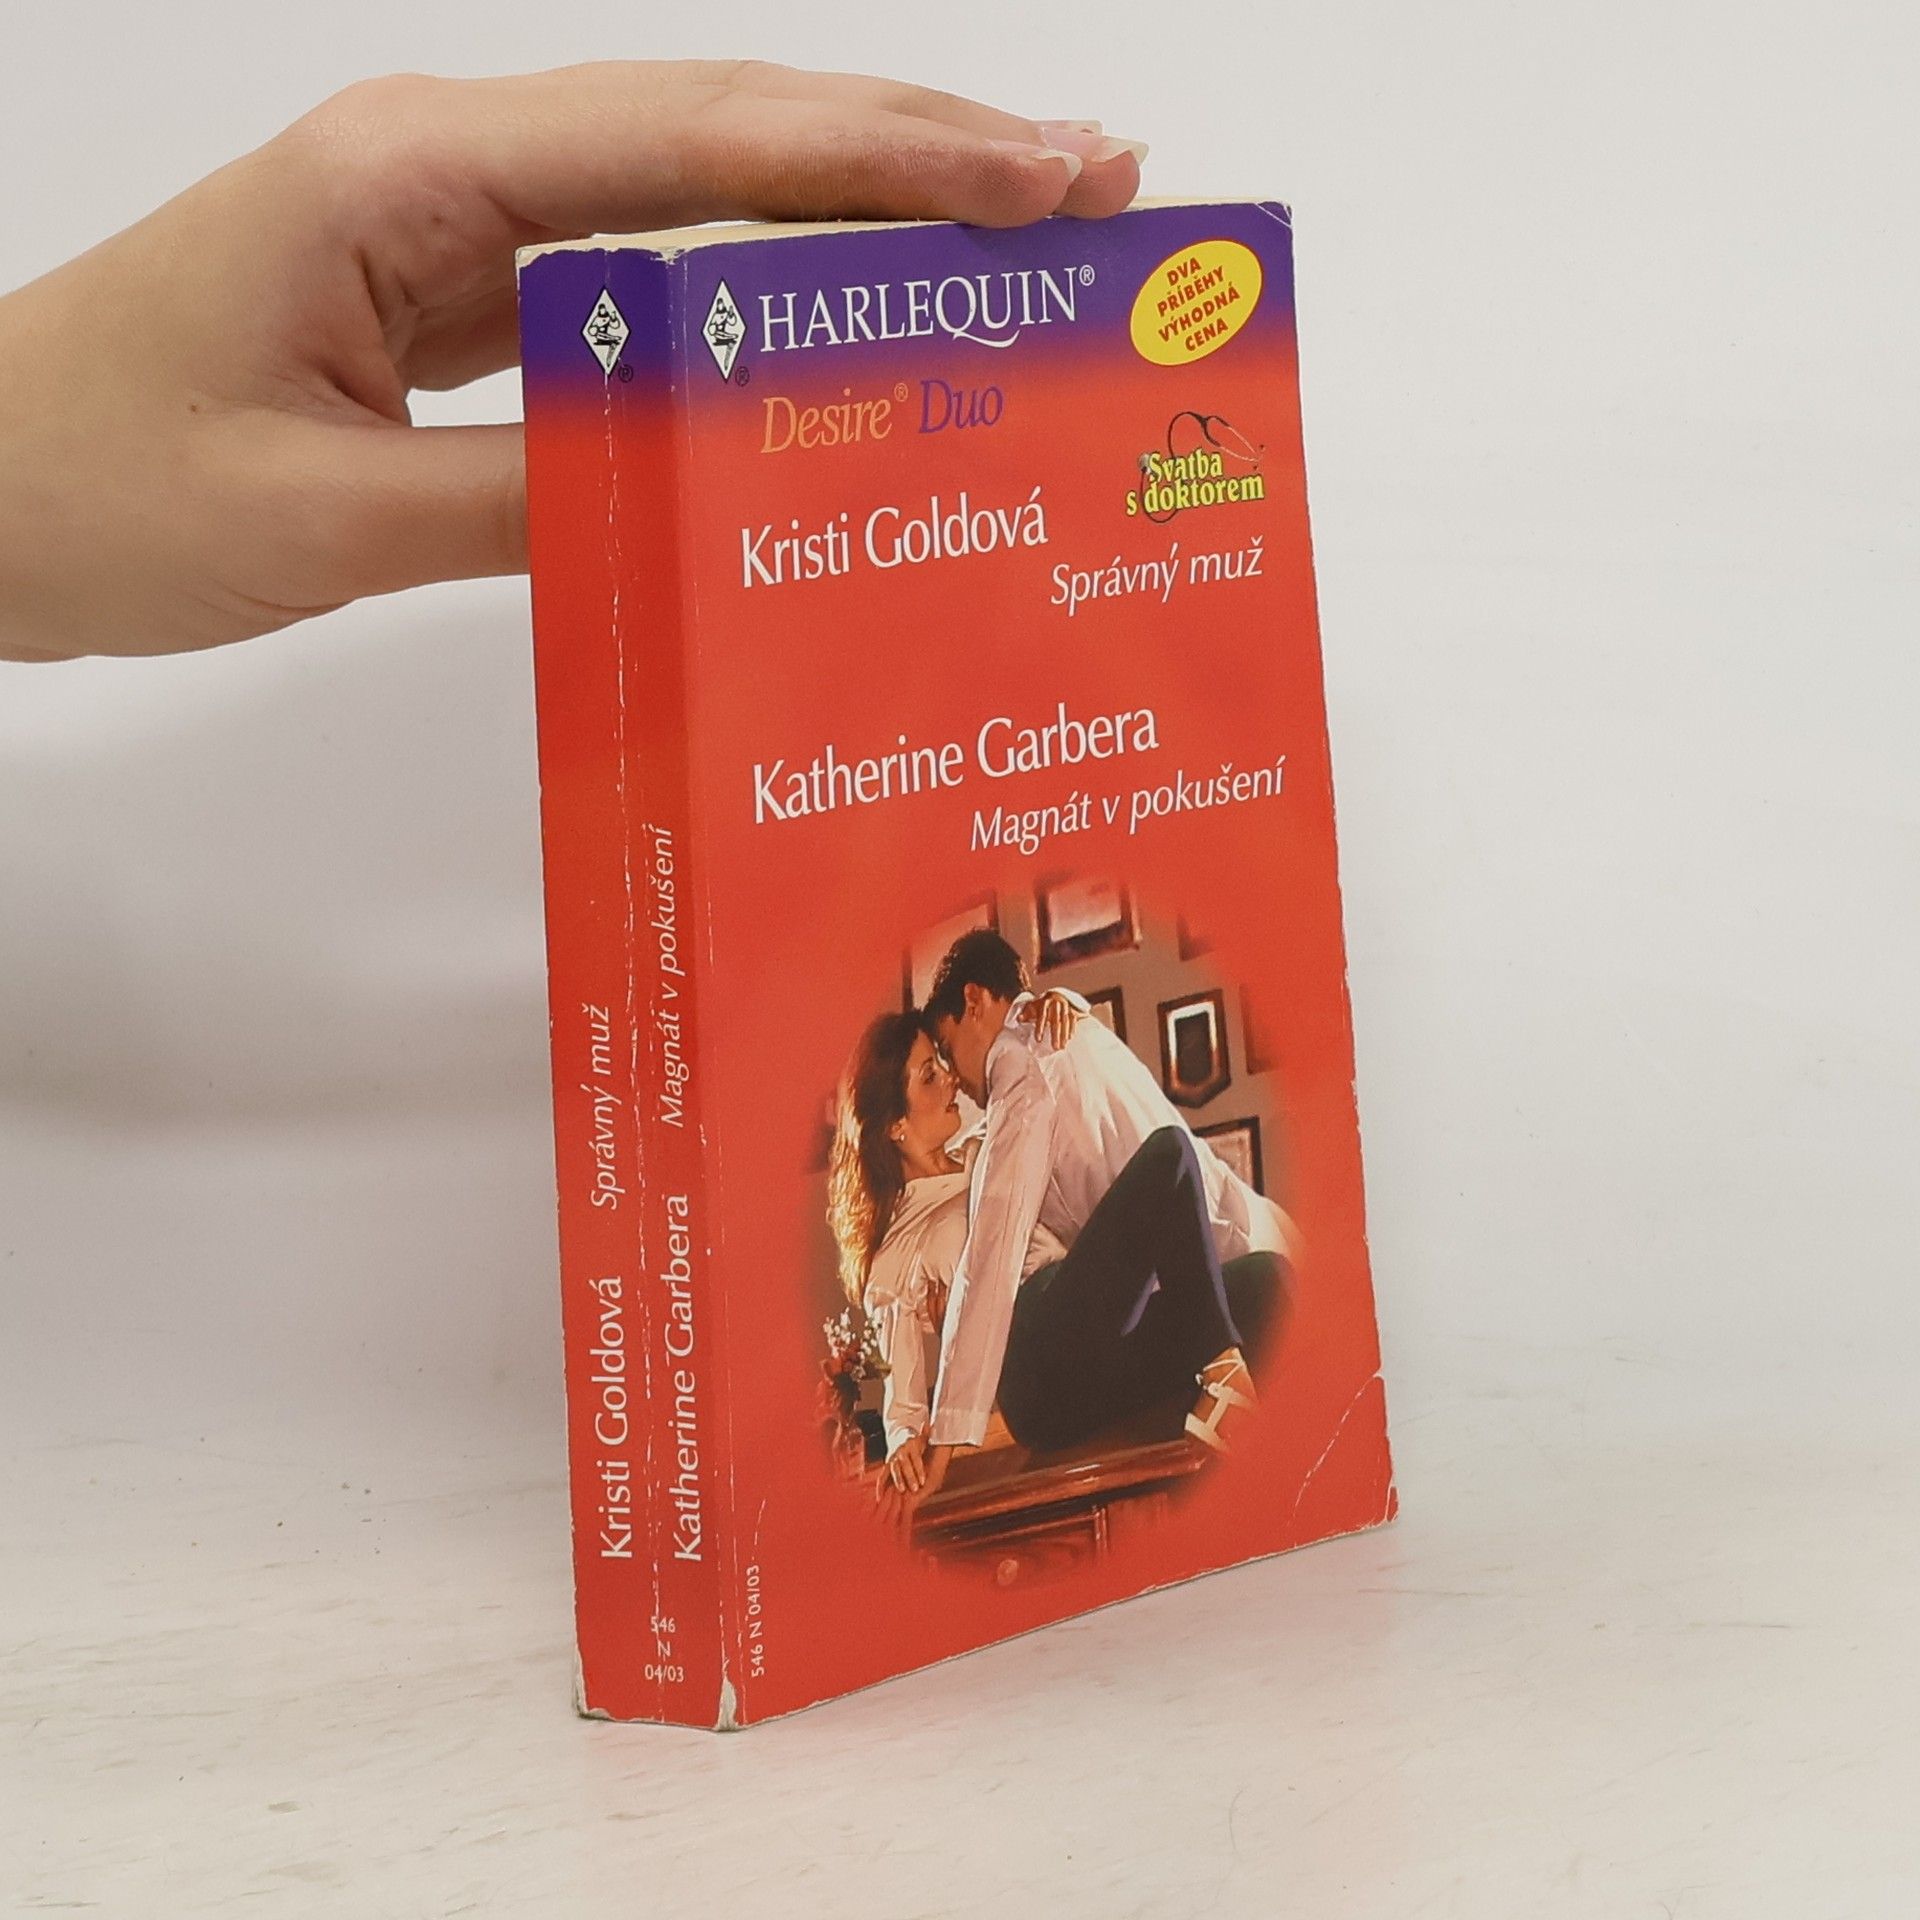 HARLEQUIN®
DVA
PŘÍBĚHY
VÝHODNÁ
CENA
Desire® Duo
Svatba
s doktorem
Kristi Goldová
Správný muž
Katherine Garbera
Magnát v pokušení
546 N 04/03
®
®
Kristi Goldová Správný muž
Katherine Garbera Magnát v pokušení
546
N
04/03